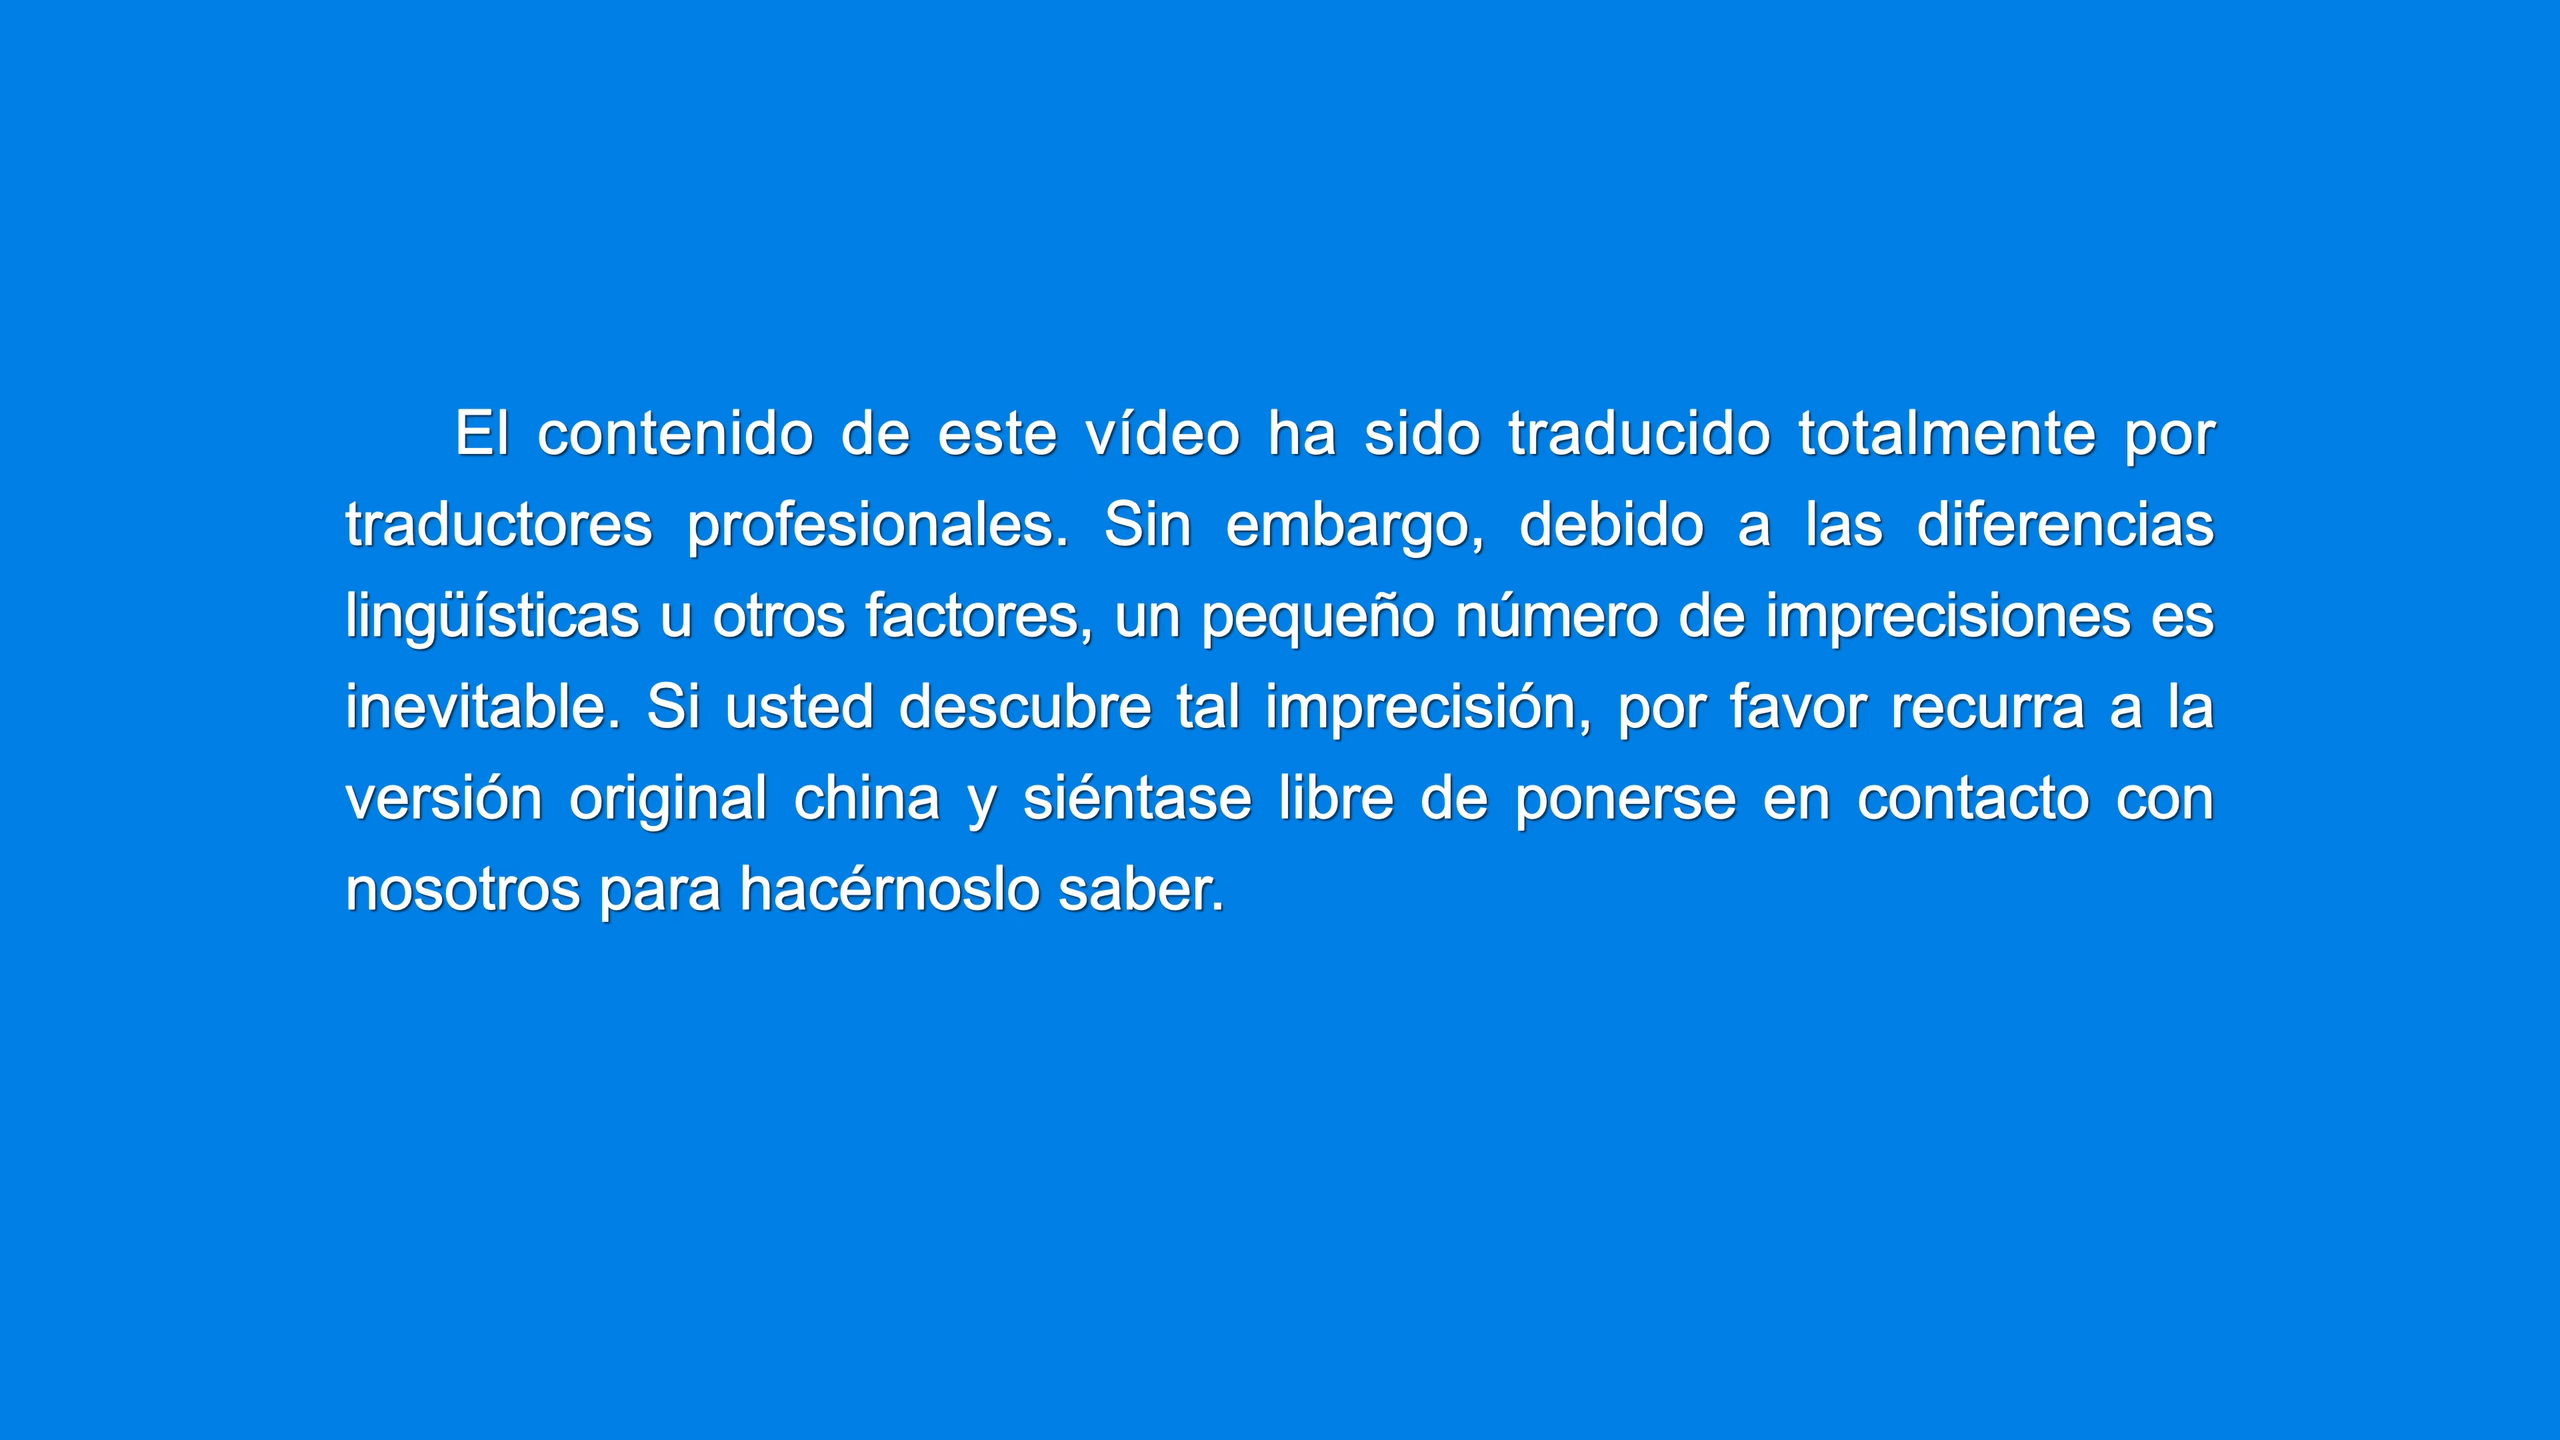 El contenido de este vídeo ha sido traducido totalmente por
traductores profesionales. Sin embargo, debido a las diferencias
lingüísticas u otros factores, un pequeño número de imprecisiones es
inevitable. Si usted descubre tal imprecisión, por favor recurra a la
versión original china y siéntase libre de ponerse en contacto con
nosotros para hacérnoslo saber.